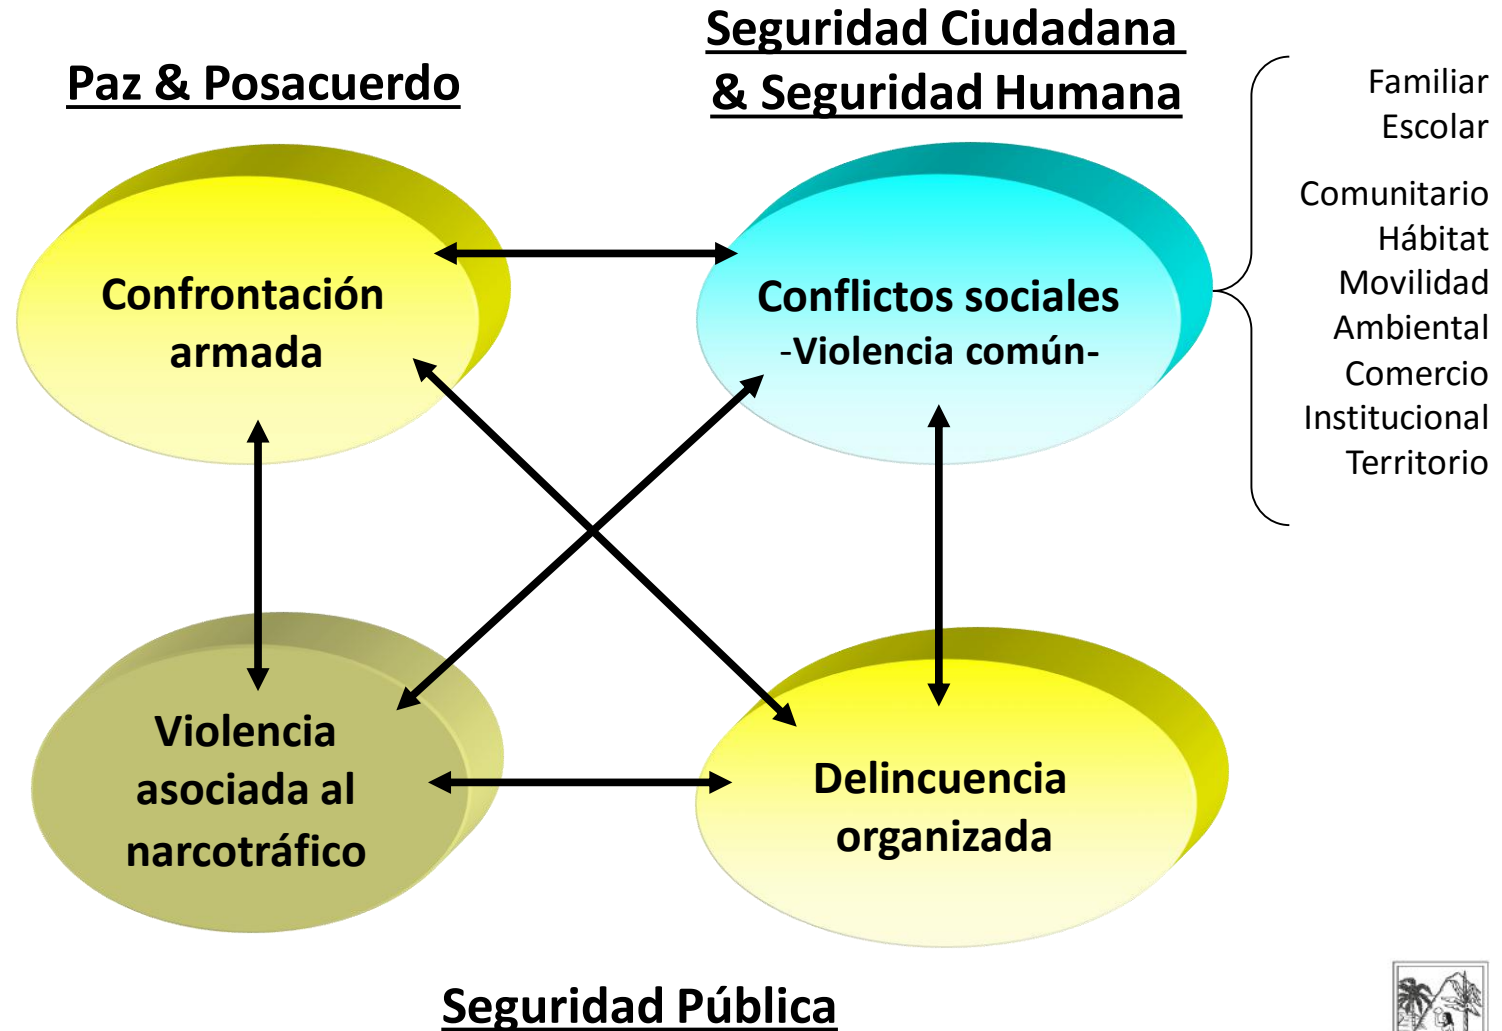 Paz & Posacuerdo
Seguridad Ciudadana
& Seguridad Humana
Confrontación
armada
Conflictos sociales
-Violencia común-
Familiar
Escolar
Comunitario
Hábitat
Movilidad
Ambiental
Comercio
Institucional
Territorio
Violencia
asociada al
narcotráfico
Delincuencia
organizada
Seguridad Pública